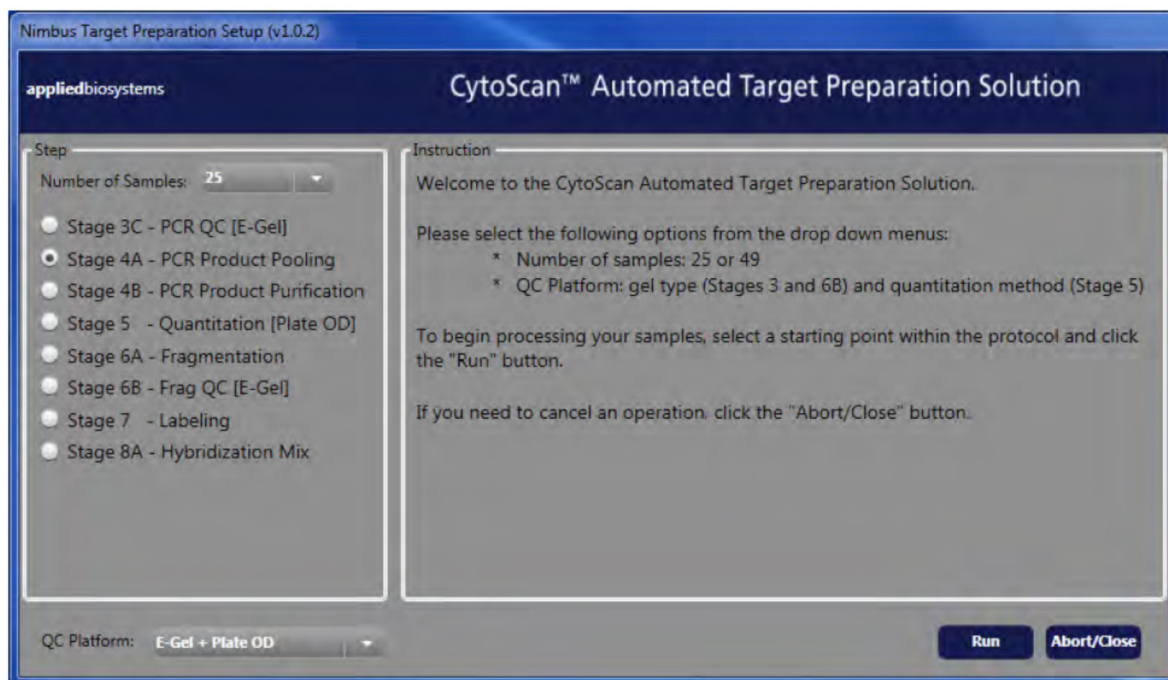 Nimbus Target Preparation Setup (v1.0.2)
appliedbiosystems
CytoScan™ Automated Target Preparation Solution
Step
Number of Samples: 25
Stage 3C - PCR QC [E-Gel]
Stage 4A - PCR Product Pooling
Stage 4B - PCR Product Purification
Stage 5 - Quantitation [Plate OD]
Stage 6A - Fragmentation
Stage 6B - Frag QC [E-Gel]
Stage 7 - Labeling
Stage 8A - Hybridization Mix
Instruction
Welcome to the CytoScan Automated Target Preparation Solution.
Please select the following options from the drop down menus:
* Number of samples: 25 or 49
* QC Platform: gel type (Stages 3 and 6B) and quantitation method (Stage 5)
To begin processing your samples, select a starting point within the protocol and click
the "Run" button.
If you need to cancel an operation, click the "Abort/Close" button.
QC Platform: E-Gel + Plate OD
Run
Abort/Close